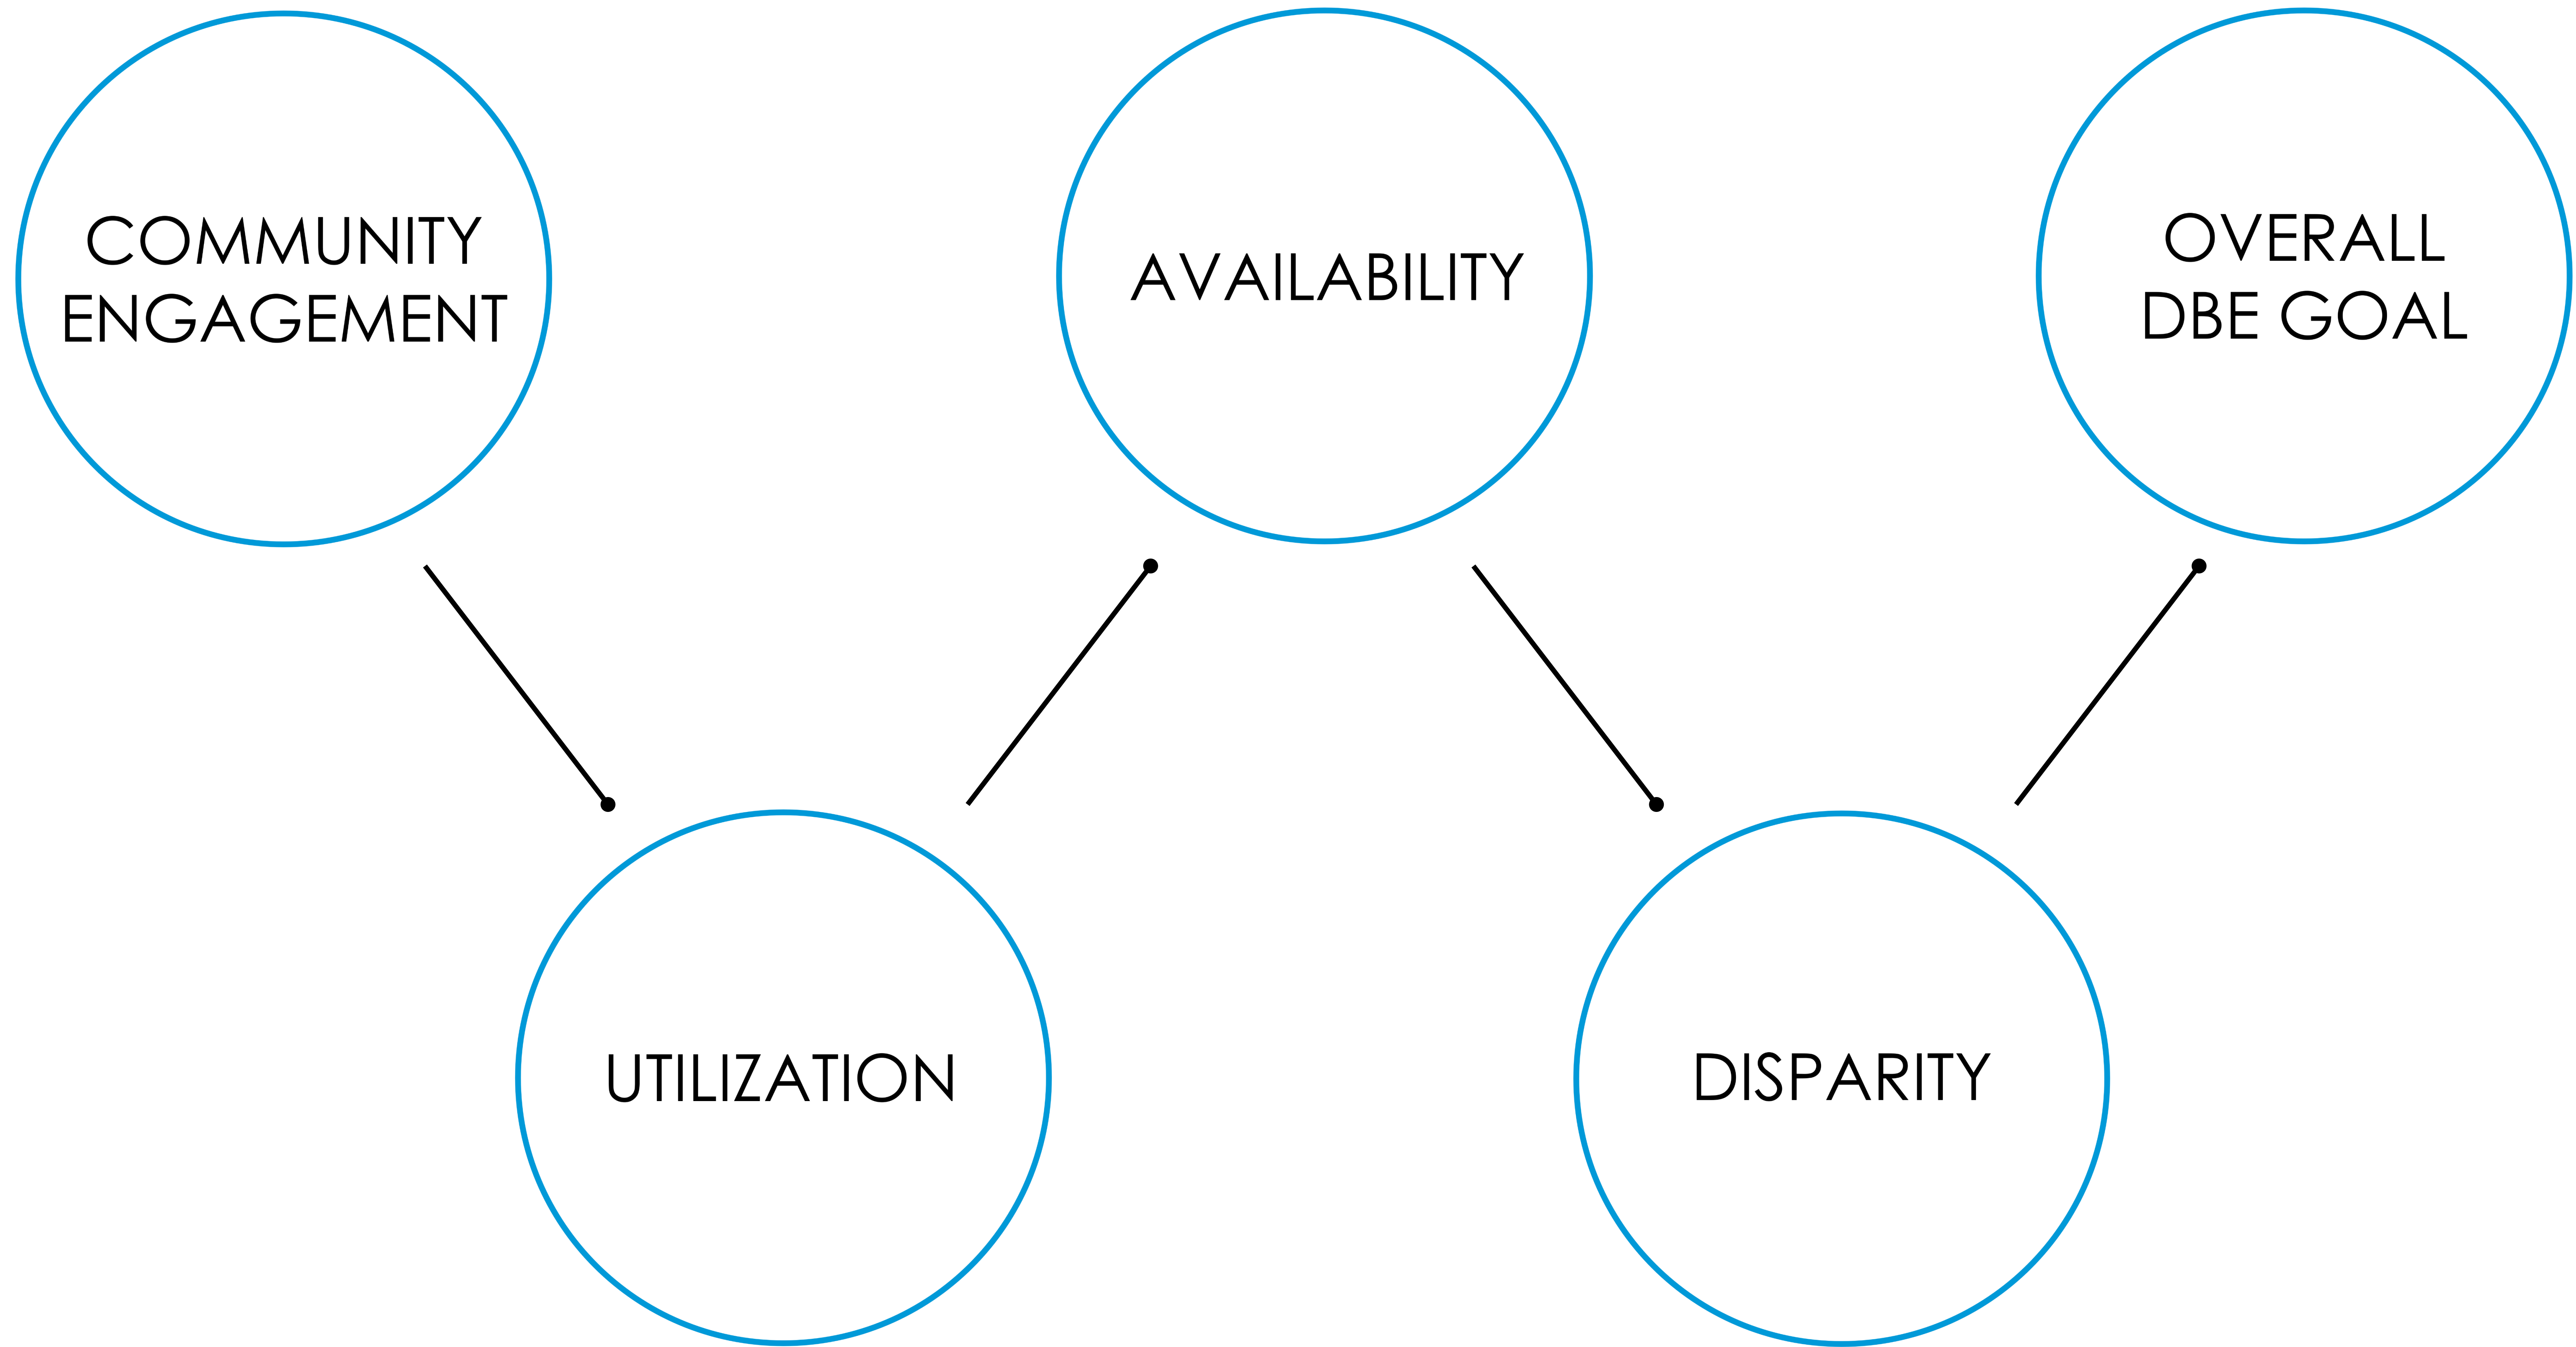 COMMUNITY
ENGAGEMENT
UTILIZATION
AVAILABILITY
DISPARITY
OVERALL
DBE GOAL